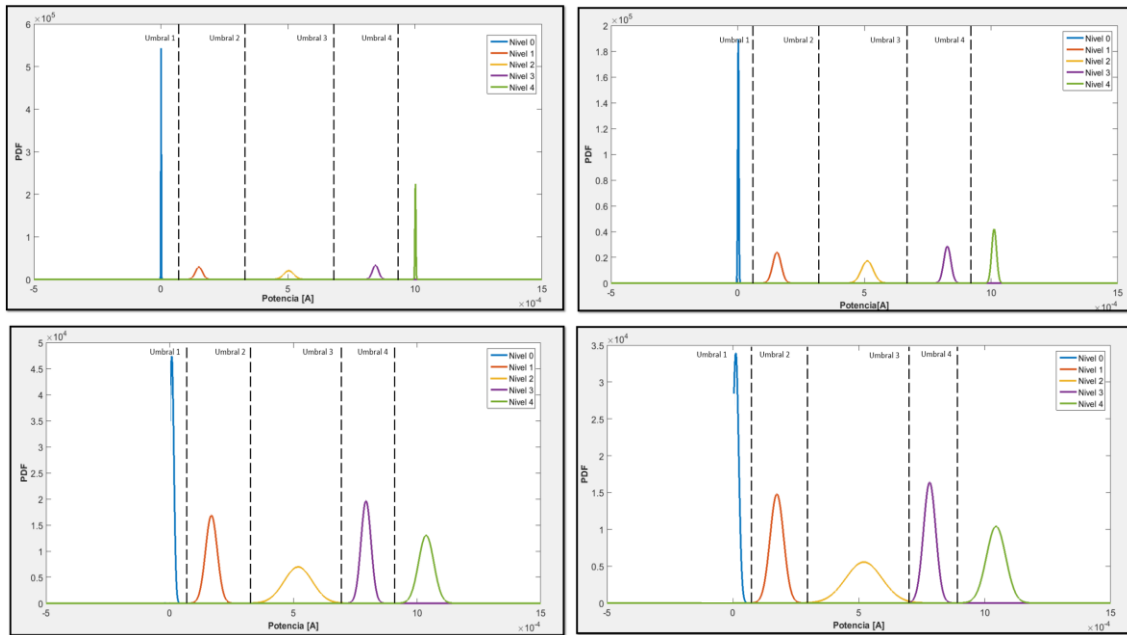 ×10^5
6
5
4
3
2
1
0
PDF
Umbral 1
Umbral 2
Umbral 3
Umbral 4
Nivel 0
Nivel 1
Nivel 2
Nivel 3
Nivel 4
-5
0
5
10
15
Potencia [A]
×10^-4
×10^5
2
1.8
1.6
1.4
1.2
1
0.8
0.6
0.4
0.2
0
PDF
Umbral 1
Umbral 2
Umbral 3
Umbral 4
Nivel 0
Nivel 1
Nivel 2
Nivel 3
Nivel 4
-5
0
5
10
15
Potencia[A]
×10^-4
×10^4
5
4.5
4
3.5
3
2.5
2
1.5
1
0.5
0
PDF
Umbral 1
Umbral 2
Umbral 3
Umbral 4
Nivel 0
Nivel 1
Nivel 2
Nivel 3
Nivel 4
-5
0
5
10
15
Potencia [A]
×10^-4
×10^4
3.5
3
2.5
2
1.5
1
0.5
0
PDF
Umbral 1
Umbral 2
Umbral 3
Umbral 4
Nivel 0
Nivel 1
Nivel 2
Nivel 3
Nivel 4
-5
0
5
10
15
Potencia [A]
×10^-4